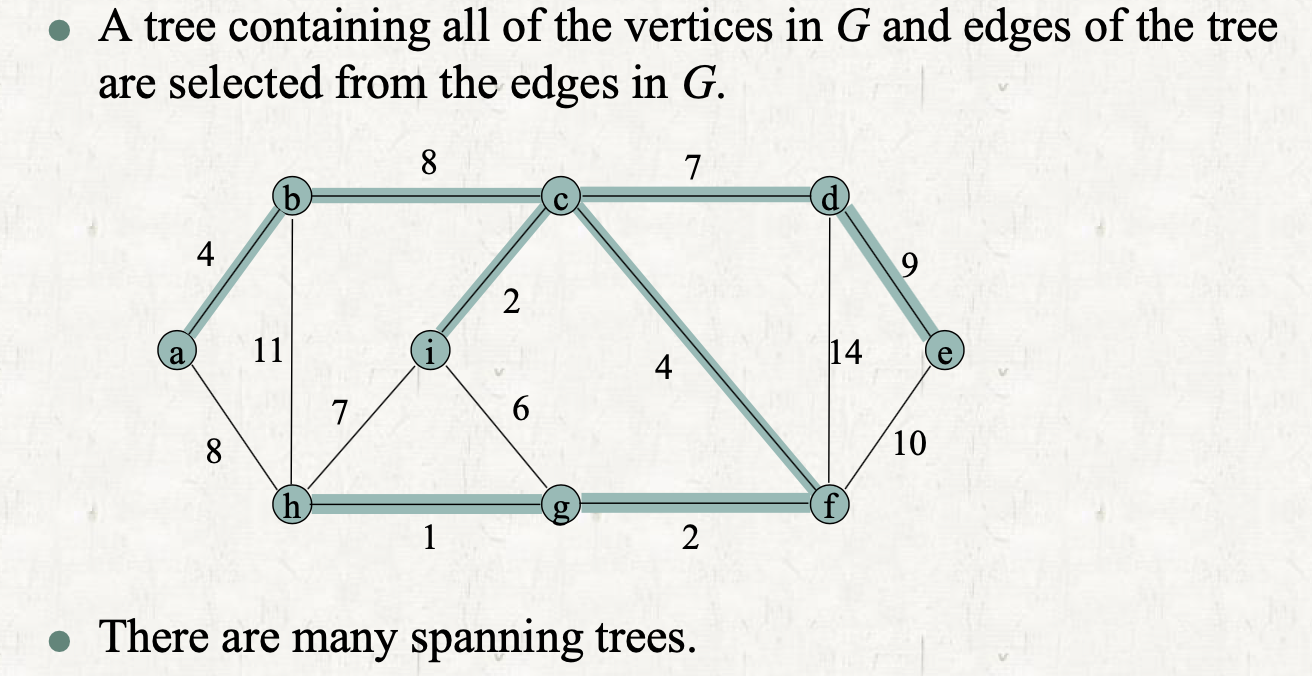 A tree containing all of the vertices in G and edges of the tree
are selected from the edges in G.
8
7
b
c
d
4
9
2
a
11
i
4
14
e
7
6
8
10
h
g
f
1
2
There are many spanning trees.